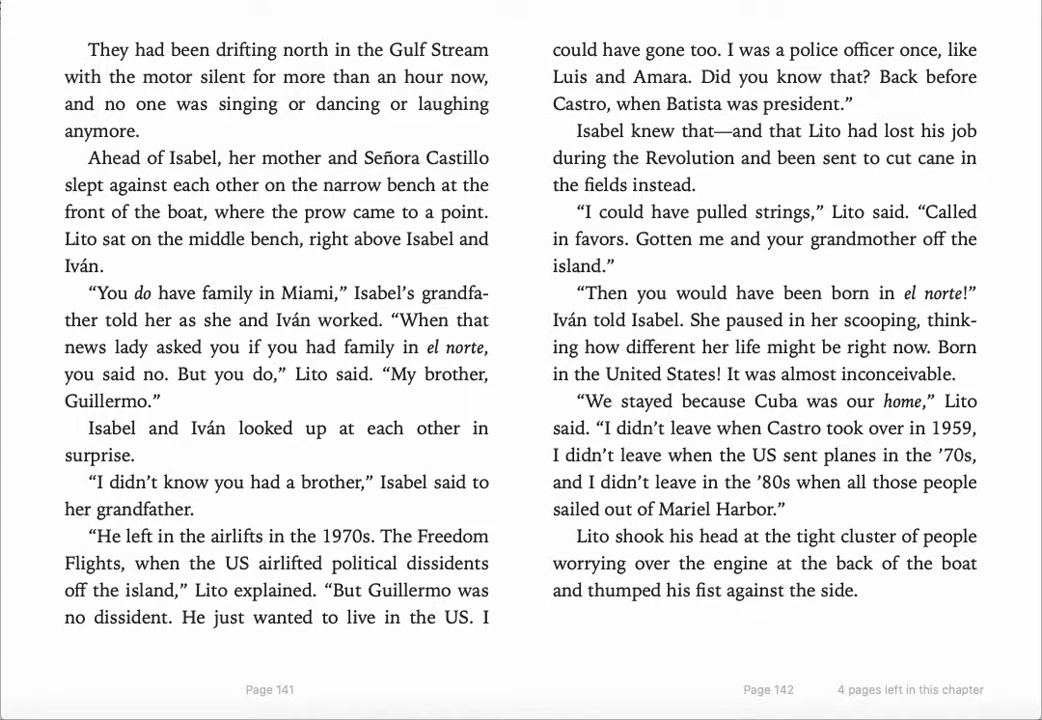 They had been drifting north in the Gulf Stream
with the motor silent for more than an hour now,
and no one was singing or dancing or laughing
anymore.
Ahead of Isabel, her mother and Señora Castillo
slept against each other on the narrow bench at the
front of the boat, where the prow came to a point.
Lito sat on the middle bench, right above Isabel and
Iván.
“You do have family in Miami,” Isabel’s grandfa-
ther told her as she and Iván worked. “When that
news lady asked you if you had family in el norte,
you said no. But you do,” Lito said. “My brother,
Guillermo.”
Isabel and Iván looked up at each other in
surprise.
“I didn’t know you had a brother,” Isabel said to
her grandfather.
“He left in the airlifts in the 1970s. The Freedom
Flights, when the US airlifted political dissidents
off the island,” Lito explained. “But Guillermo was
no dissident. He just wanted to live in the US. I
could have gone too. I was a police officer once, like
Luis and Amara. Did you know that? Back before
Castro, when Batista was president.”
Isabel knew that—and that Lito had lost his job
during the Revolution and been sent to cut cane in
the fields instead.
“I could have pulled strings,” Lito said. “Called
in favors. Gotten me and your grandmother off the
island.”
“Then you would have been born in el norte!”
Iván told Isabel. She paused in her scooping, think-
ing how different her life might be right now. Born
in the United States! It was almost inconceivable.
“We stayed because Cuba was our home,” Lito
said. “I didn’t leave when Castro took over in 1959,
I didn’t leave when the US sent planes in the ’70s,
and I didn’t leave in the ’80s when all those people
sailed out of Mariel Harbor.”
Lito shook his head at the tight cluster of people
worrying over the engine at the back of the boat
and thumped his fist against the side.
Page 141
Page 142
4 pages left in this chapter